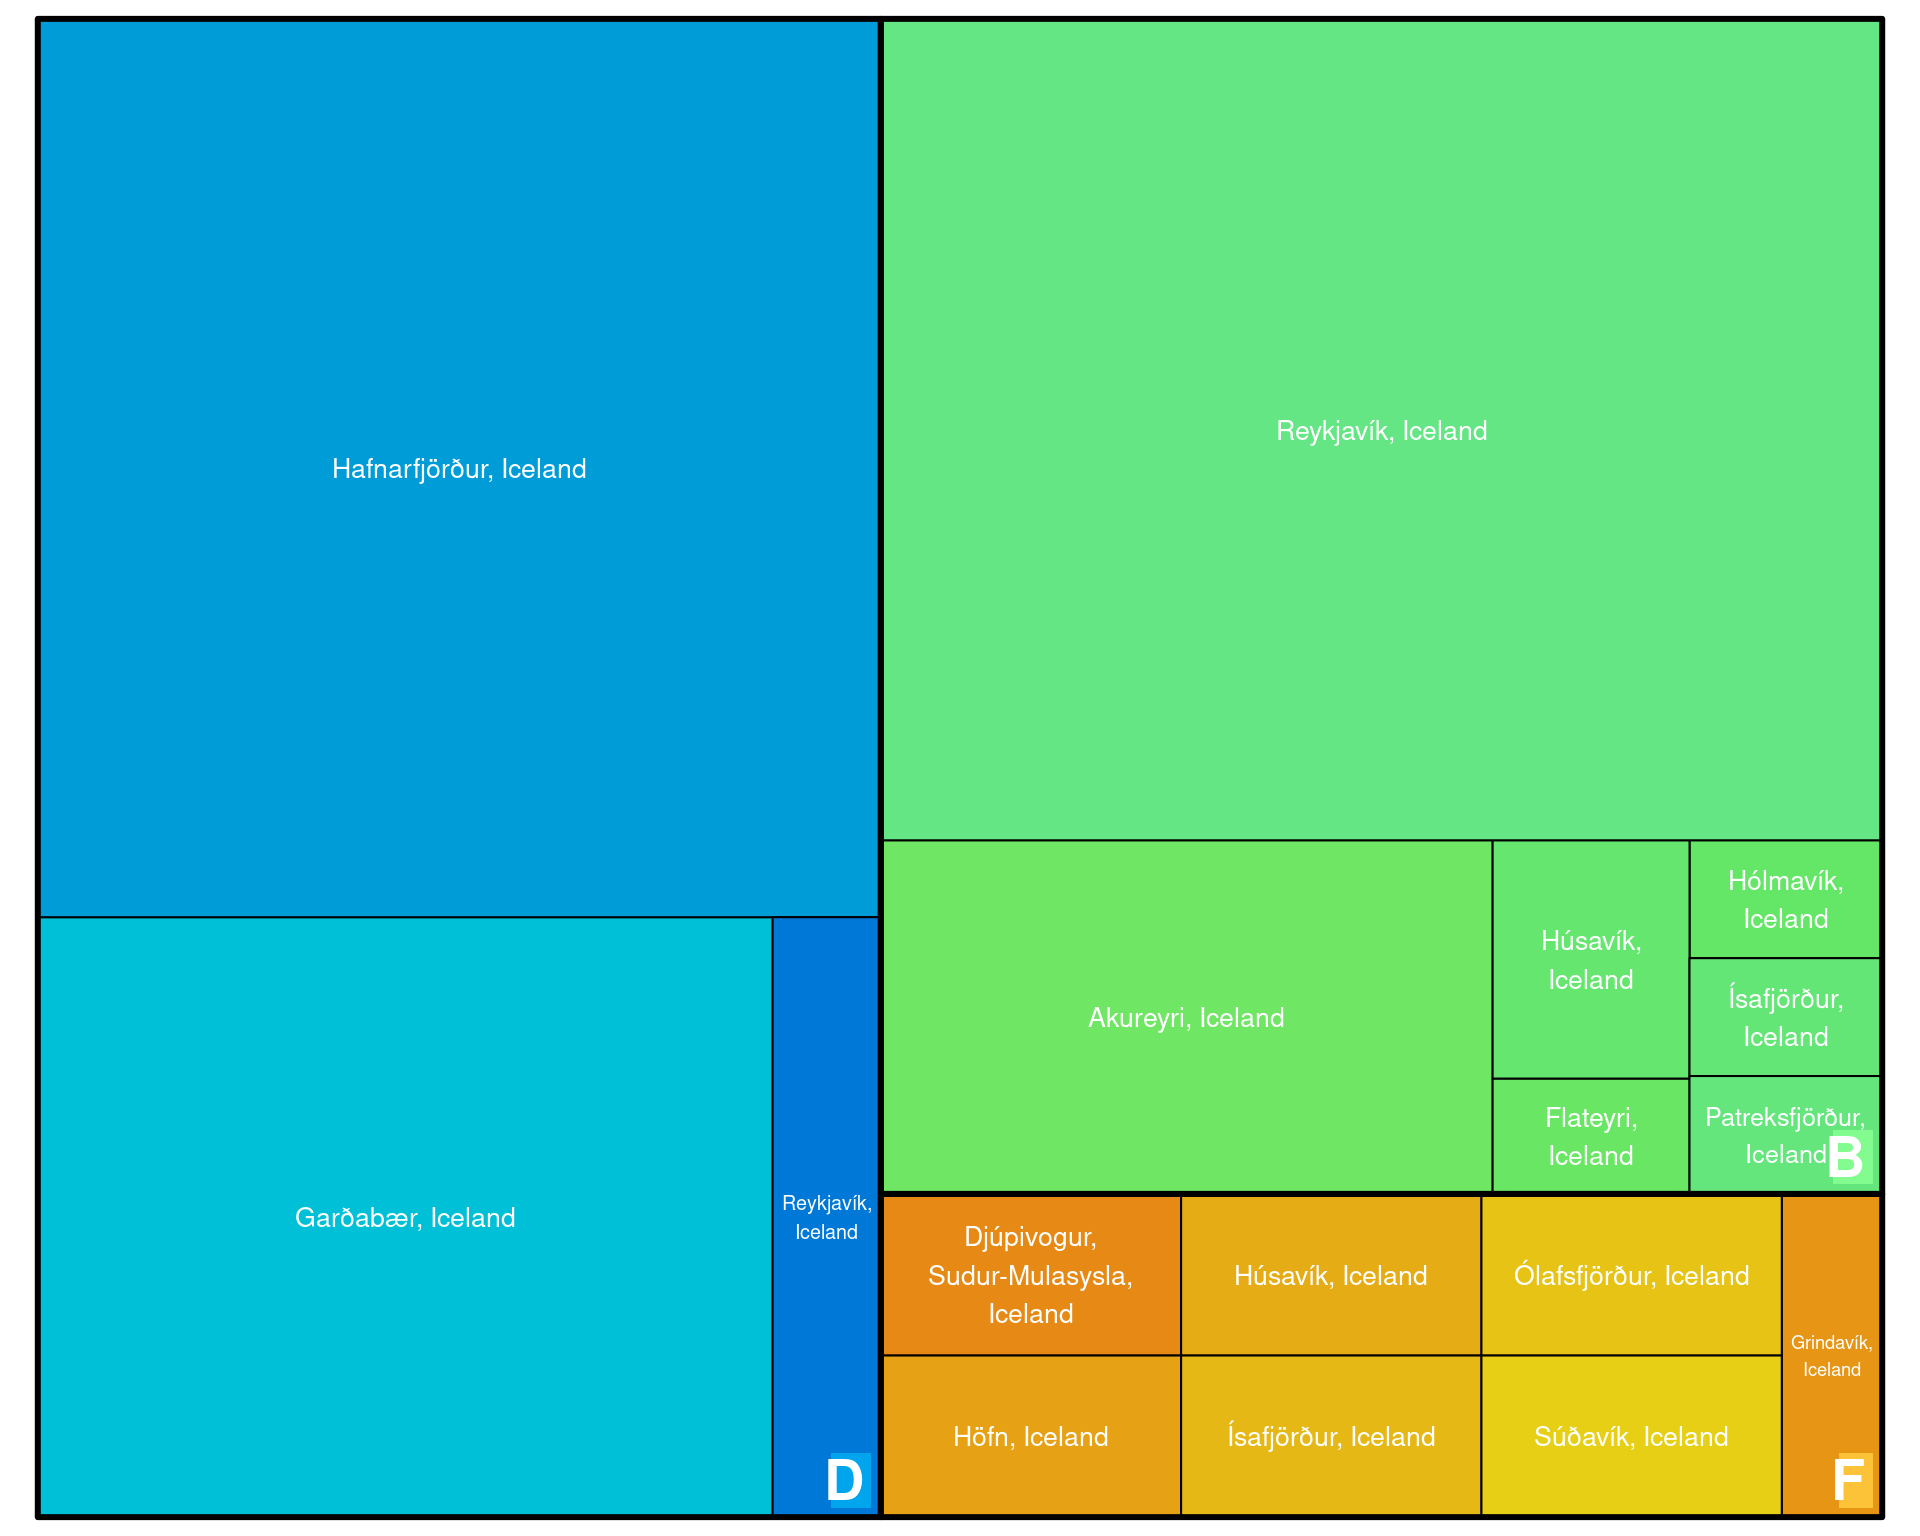 Hafnarfjörður, Iceland
Garðabær, Iceland
Reykjavík,
Iceland
D
Reykjavík, Iceland
Akureyri, Iceland
Húsavík,
Iceland
Flateyri,
Iceland
Hólmavík,
Iceland
Ísafjörður,
Iceland
Patreksfjörður,
Iceland
B
Djúpivogur,
Sudur-Mulasysla,
Iceland
Húsavík, Iceland
Ólafsfjörður, Iceland
Höfn, Iceland
Ísafjörður, Iceland
Súðavík, Iceland
Grindavík,
Iceland
F